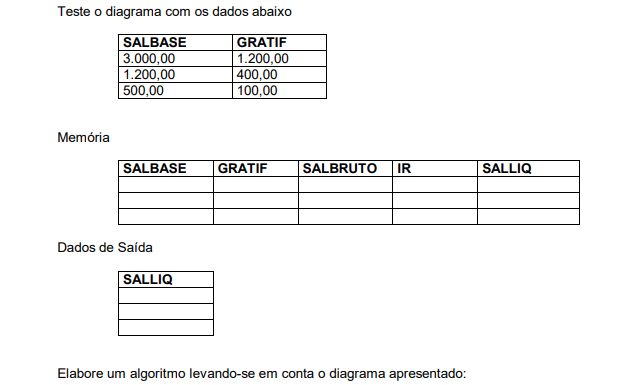 Teste o diagrama com os dados abaixo
SALBASE GRATIF
3.000,00 1.200,00
1.200,00 400,00
500,00 100,00
Memória
SALBASE GRATIF SALBRUTO IR SALLIQ
Dados de Saída
SALLIQ
Elabore um algoritmo levando-se em conta o diagrama apresentado: